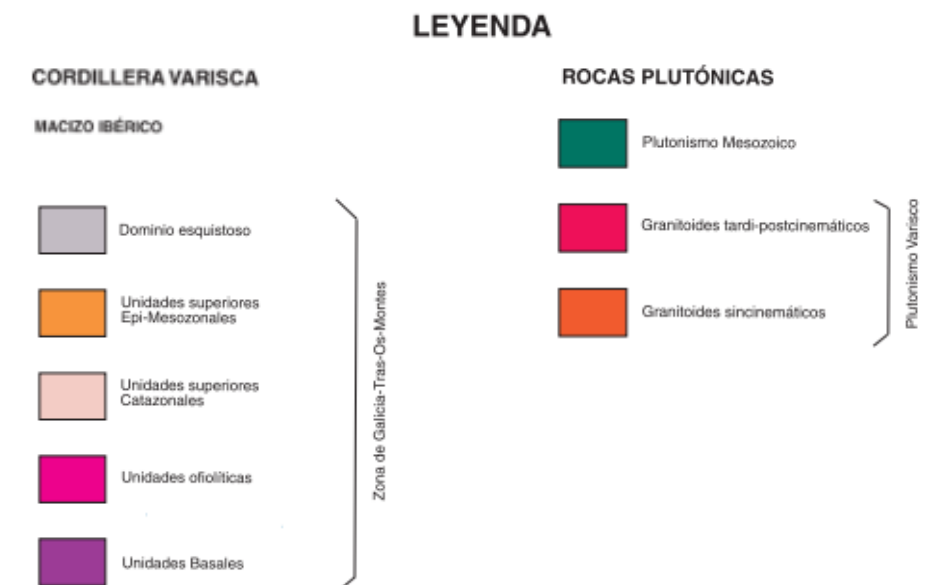 LEYENDA
CORDILLERA VARISCA
MACIZO IBÉRICO
Dominio esquistoso
Unidades superiores
Epi-Mesozonales
Unidades superiores
Catazonales
Unidades ofiolíticas
Unidades Basales
Zona de Galicia-Tras-Os-Montes
ROCAS PLUTÓNICAS
Plutonismo Mesozoico
Granitoides tardi-postcinemáticos
Granitoides sincinemáticos
Plutonismo Varisco